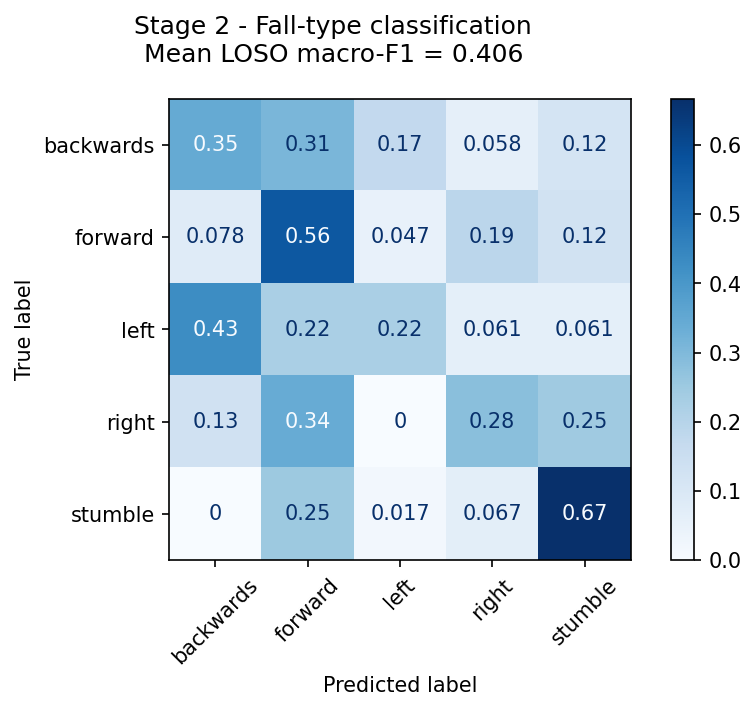 Stage 2 - Fall-type classification
Mean LOSO macro-F1 = 0.406
backwards 0.35 0.31 0.17 0.058 0.12
forward 0.078 0.56 0.047 0.19 0.12
left 0.43 0.22 0.22 0.061 0.061
right 0.13 0.34 0 0.28 0.25
stumble 0 0.25 0.017 0.067 0.67
True label
backwards forward left right stumble
Predicted label
0.6
0.5
0.4
0.3
0.2
0.1
0.0